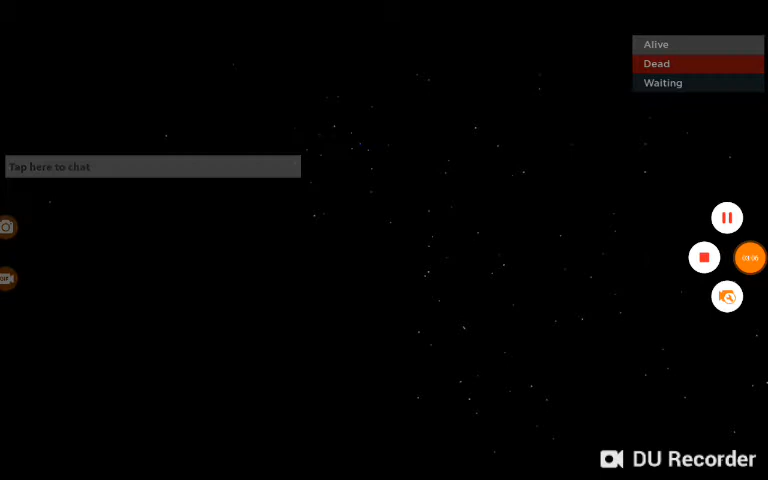 Alive
Dead
Waiting
Tap here to chat
DU Recorder